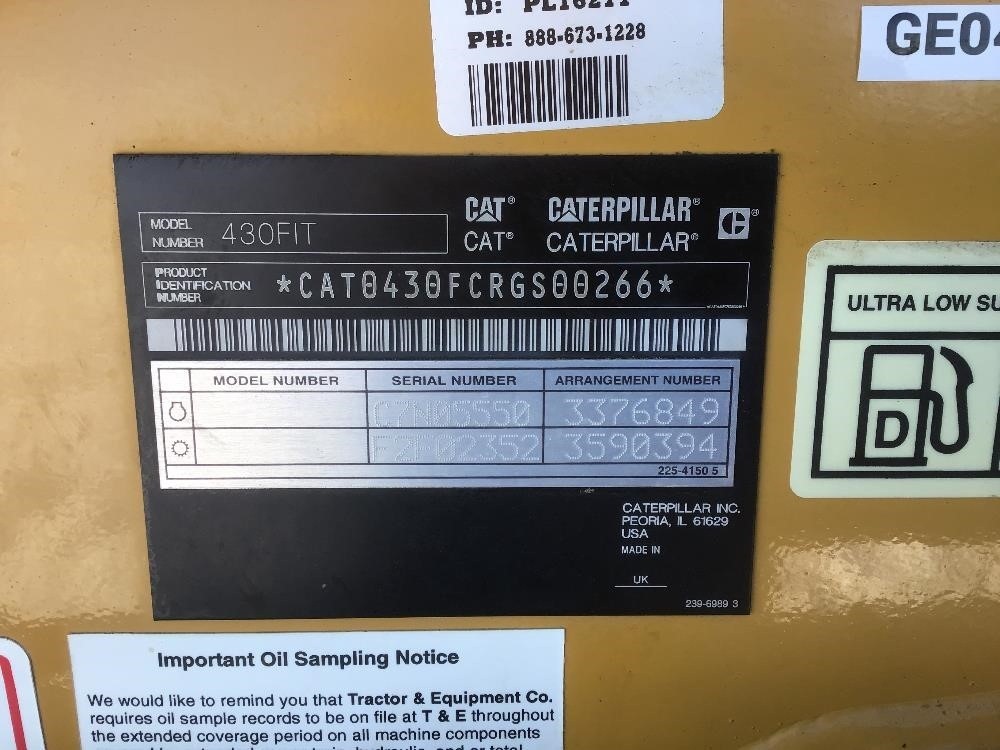 PH: 888-673-1228
GE04
MODEL NUMBER 430FIT
CAT® CATERPILLAR®
CAT® CATERPILLAR®
PRODUCT IDENTIFICATION NUMBER *CAT0430FCRGS00266*
MODEL NUMBER SERIAL NUMBER ARRANGEMENT NUMBER
C7N05550 3376849
3590394
225-4150 5
CATERPILLAR INC.
PEORIA, IL 61629
USA
MADE IN
UK
239-6989 3
ULTRA LOW SU
D
Important Oil Sampling Notice
We would like to remind you that Tractor & Equipment Co.
requires oil sample records to be on file at T & E throughout
the extended coverage period on all machine components